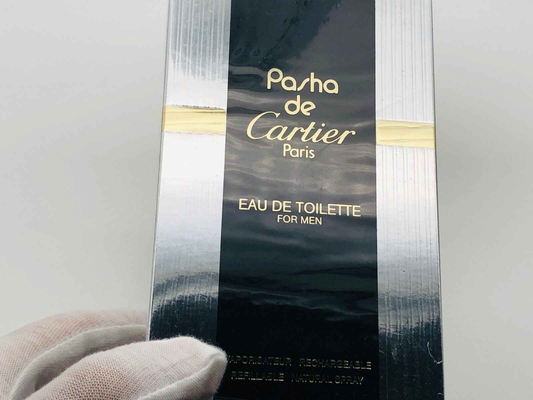 Pasha
de
Cartier
Paris
EAU DE TOILETTE
FOR MEN
VAPORISATEUR RECHARGEABLE
REFILLABLE NATURAL SPRAY